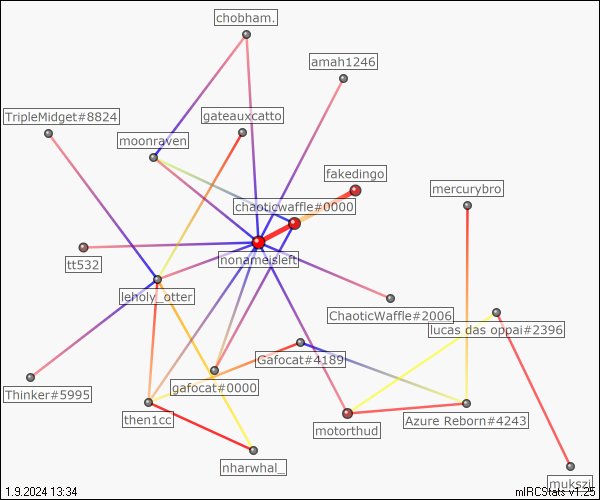 chobham.
amah1246
TripleMidget#8824
gateauxcatto
moonraven
fakedingo
mercurybro
chaoticwaffle#0000
nonameisleft
tt532
leholy_otter
ChaoticWaffle#2006
lucas das oppai#2396
Gafocat#4189
Thinker#5995
gafocat#0000
then1cc
motorthud
Azure Reborn#4243
nharwhal_
mukszi
1.9.2024 13:34
mIRCStats v1.25